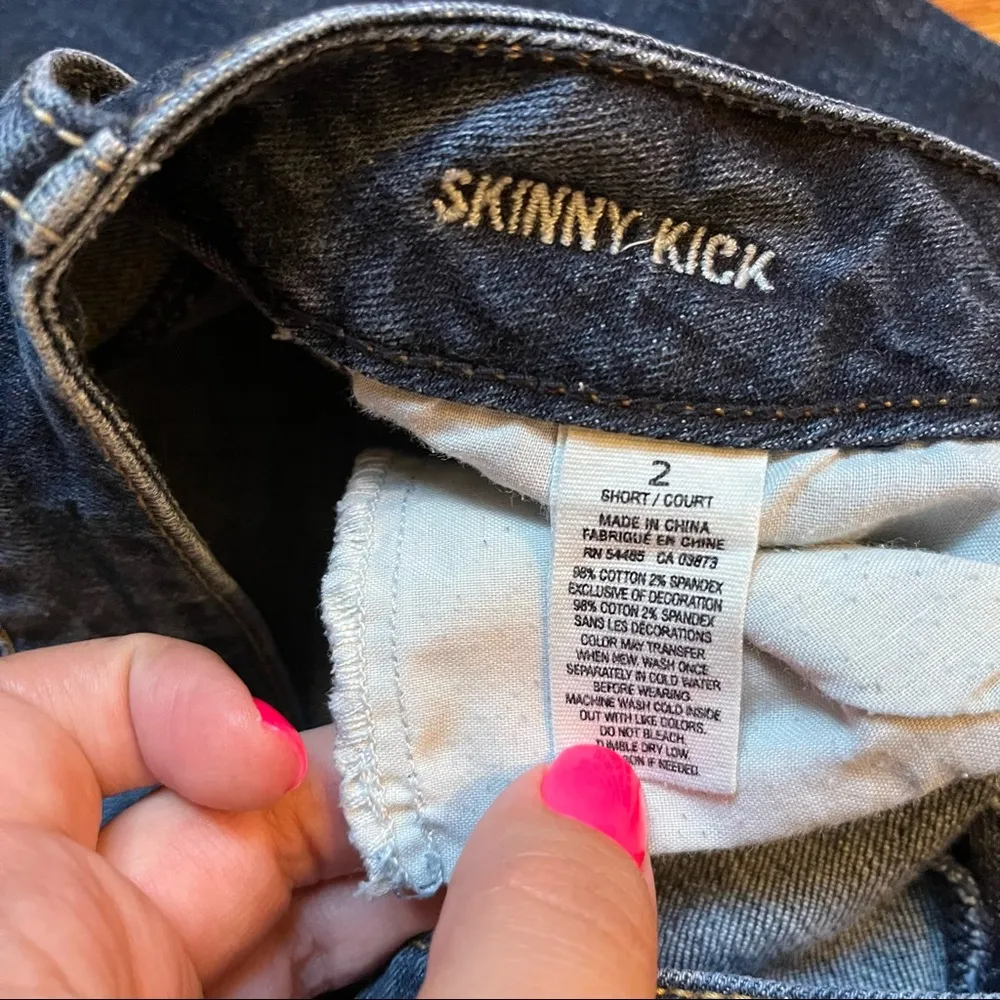 SKINNY KICK
2
SHORT / COURT
MADE IN CHINA
FABRIQUÉ EN CHINE
RN 54485 CA 03873
98% COTTON 2% SPANDEX
EXCLUSIVE OF DECORATION
98% COTON 2% SPANDEX
SANS LES DÉCORATIONS
COLOR MAY TRANSFER
WHEN NEW. WASH ONCE
SEPARATELY IN COLD WATER
BEFORE WEARING.
MACHINE WASH COLD INSIDE
OUT WITH LIKE COLORS.
DO NOT BLEACH.
TUMBLE DRY LOW.
IF NEEDED.